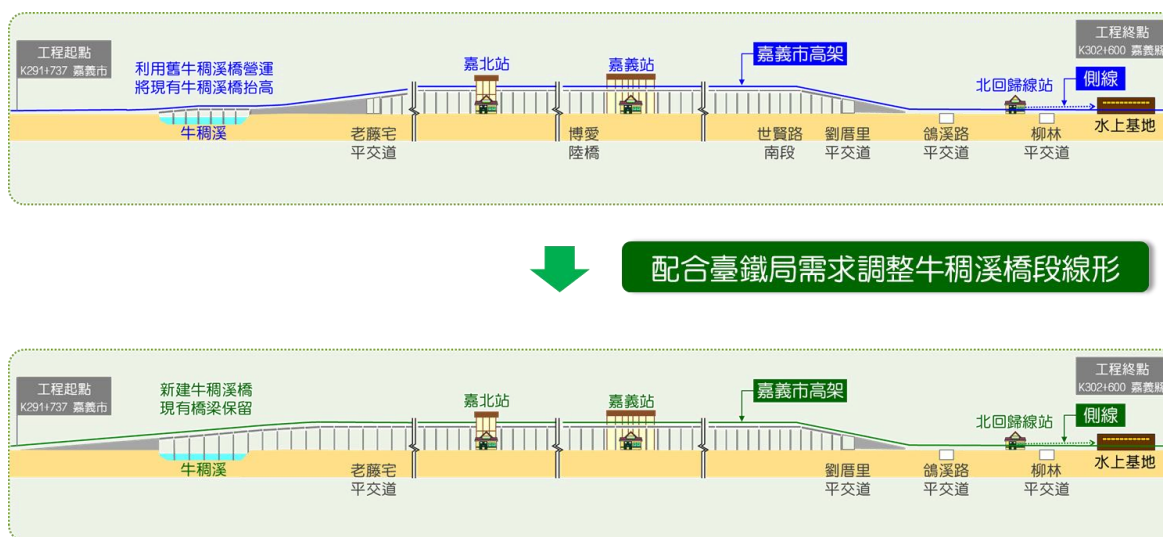 工程起點
K291+737 嘉義市
利用舊牛稠溪橋營運
將現有牛稠溪橋抬高
嘉北站
嘉義站
嘉義市高架
北回歸線站
側線
工程終點
K302+600 嘉義縣
牛稠溪
老藤宅
平交道
博愛
陸橋
世賢路
南段
劉厝里
平交道
鴿溪路
平交道
柳林
平交道
水上基地
配合臺鐵局需求調整牛稠溪橋段線形
工程起點
K291+737 嘉義市
新建牛稠溪橋
現有橋梁保留
嘉北站
嘉義站
嘉義市高架
北回歸線站
側線
工程終點
K302+600 嘉義縣
牛稠溪
老藤宅
平交道
劉厝里
平交道
鴿溪路
平交道
柳林
平交道
水上基地